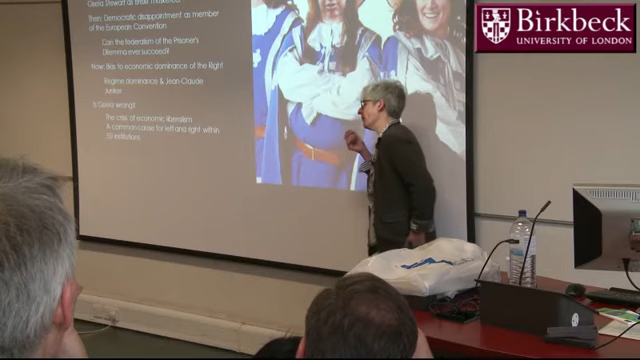 Gisela Stewart as British Musketeer
Then: Democratic disappointment as member
of the European Convention
Can the federalism of the Prisoner's
Dilemma ever succeed?
Now: Bias to economic dominance of the Right
Regime dominance & Jean-Claude
Junker
Is Gisela wrong?
The crisis of economic liberalism
A common cause for left and right within
institutions
Birkbeck
UNIVERSITY OF LONDON